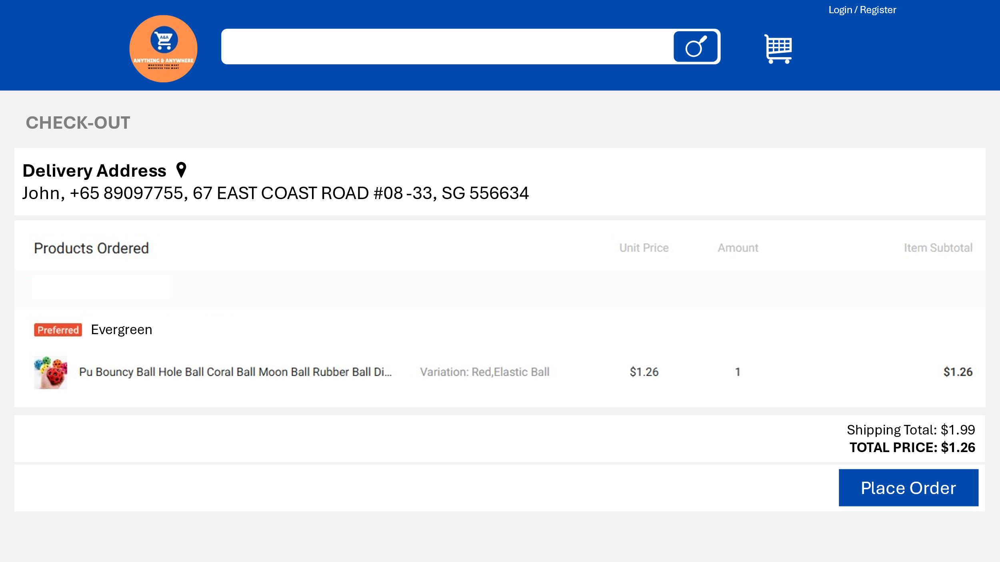 Login / Register
A&A
ANYTHING & ANYWHERE
WHATEVER YOU WANT
WHEREVER YOU WANT
CHECK-OUT
Delivery Address
John, +65 89097755, 67 EAST COAST ROAD #08-33, SG 556634
Products Ordered Unit Price Amount Item Subtotal
Preferred Evergreen
Pu Bouncy Ball Hole Ball Coral Ball Moon Ball Rubber Ball Di... Variation: Red,Elastic Ball $1.26 1 $1.26
Shipping Total: $1.99
TOTAL PRICE: $1.26
Place Order